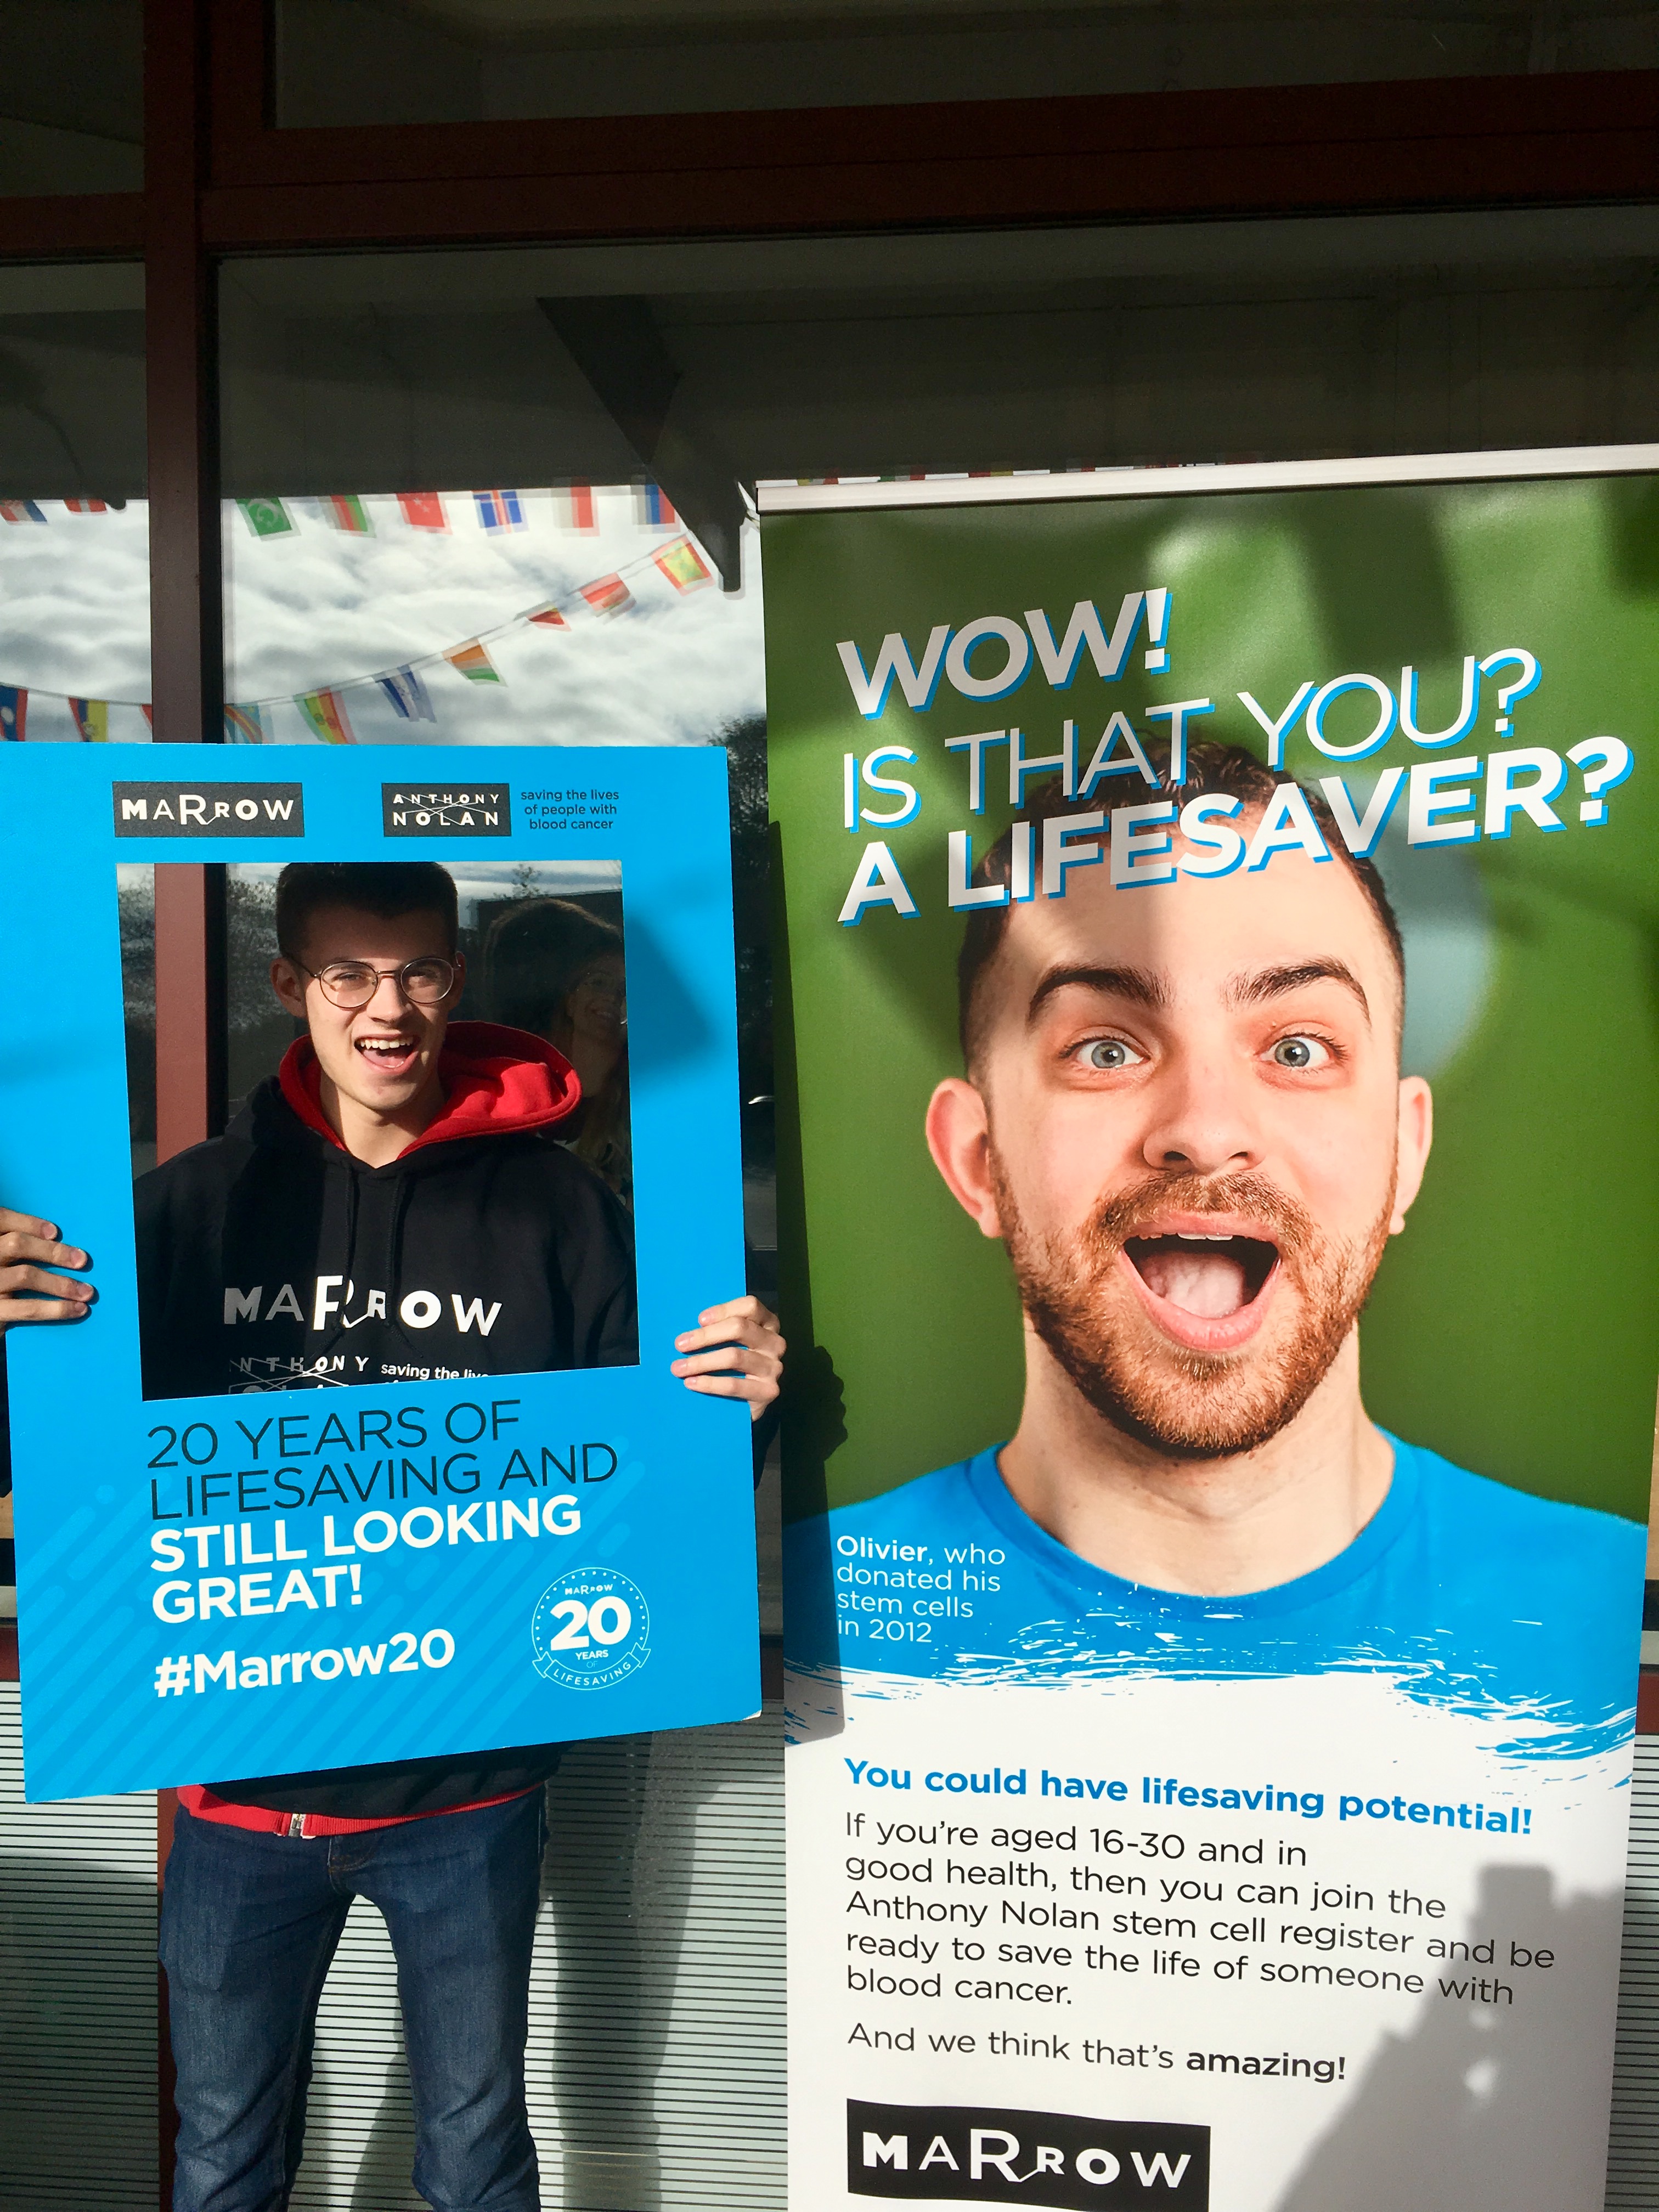 MARROW
ANTHONY
NOLAN
saving the lives
of people with
blood cancer
MARROW
ANTHONY saving the
20 YEARS OF
LIFESAVING AND
STILL LOOKING
GREAT!
#Marrow20
MARROW
20
YEARS
OF
LIFESAVING
WOW!
IS THAT YOU?
A LIFESAVER?
Olivier, who
donated his
stem cells
in 2012
You could have lifesaving potential!
If you're aged 16-30 and in
good health, then you can join the
Anthony Nolan stem cell register and be
ready to save the life of someone with
blood cancer.
And we think that's amazing!
MARROW